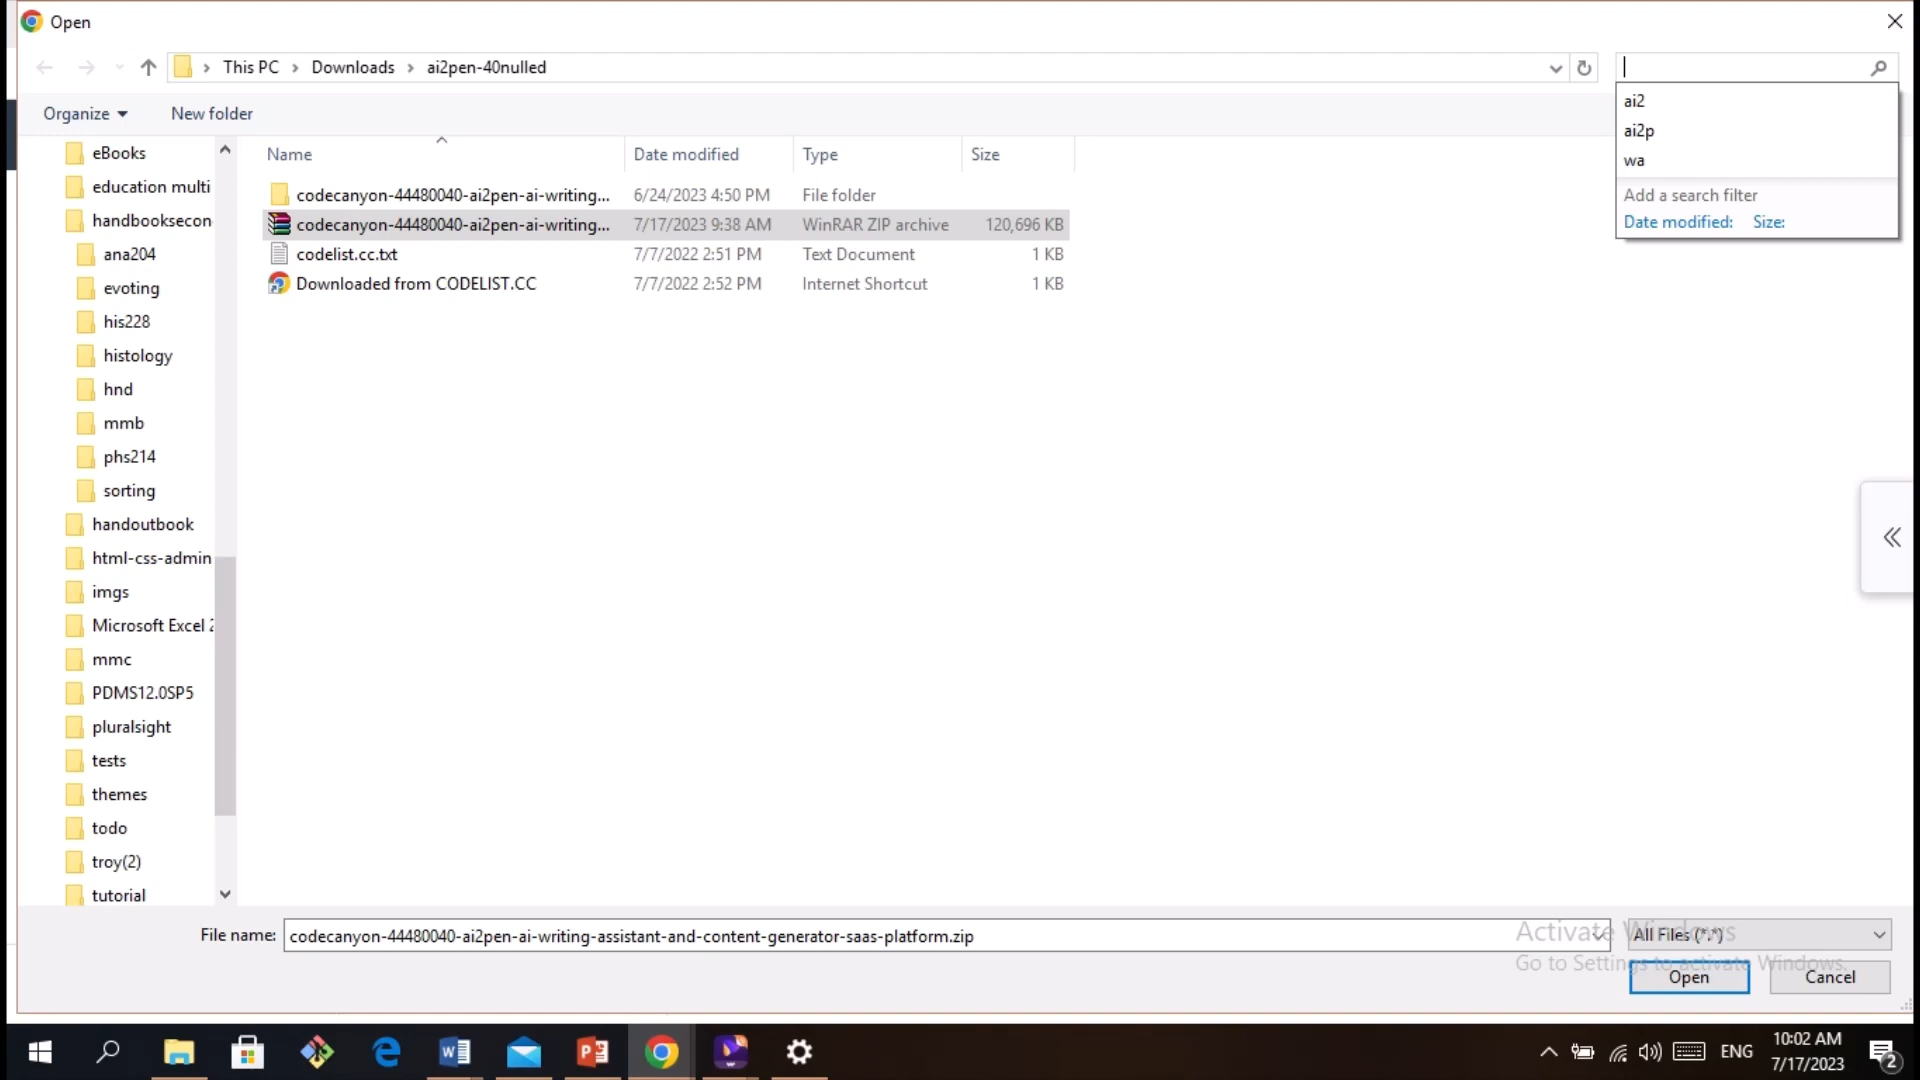 Open
This PC
Downloads
ai2pen-40nulled
Organize
New folder
ai2
ai2p
wa
Add a search filter
Date modified: Size:
Name Date modified Type Size
codecanyon-44480040-ai2pen-ai-writing... 6/24/2023 4:50 PM File folder
codecanyon-44480040-ai2pen-ai-writing... 7/17/2023 9:38 AM WinRAR ZIP archive 120,696 KB
codelist.cc.txt 7/7/2022 2:51 PM Text Document 1 KB
Downloaded from CODELIST.CC 7/7/2022 2:52 PM Internet Shortcut 1 KB
eBooks
education multi
handbooksecon
ana204
evoting
his228
histology
hnd
mmb
phs214
sorting
handoutbook
html-css-admin
imgs
Microsoft Excel 2
mmc
PDMS12.0SP5
pluralsight
tests
themes
todo
troy(2)
tutorial
File name: codecanyon-44480040-ai2pen-ai-writing-assistant-and-content-generator-saas-platform.zip
All Files (*.*)
Activate Windows
Go to Settings to activate Windows.
Open
Cancel
ENG
10:02 AM
7/17/2023
2